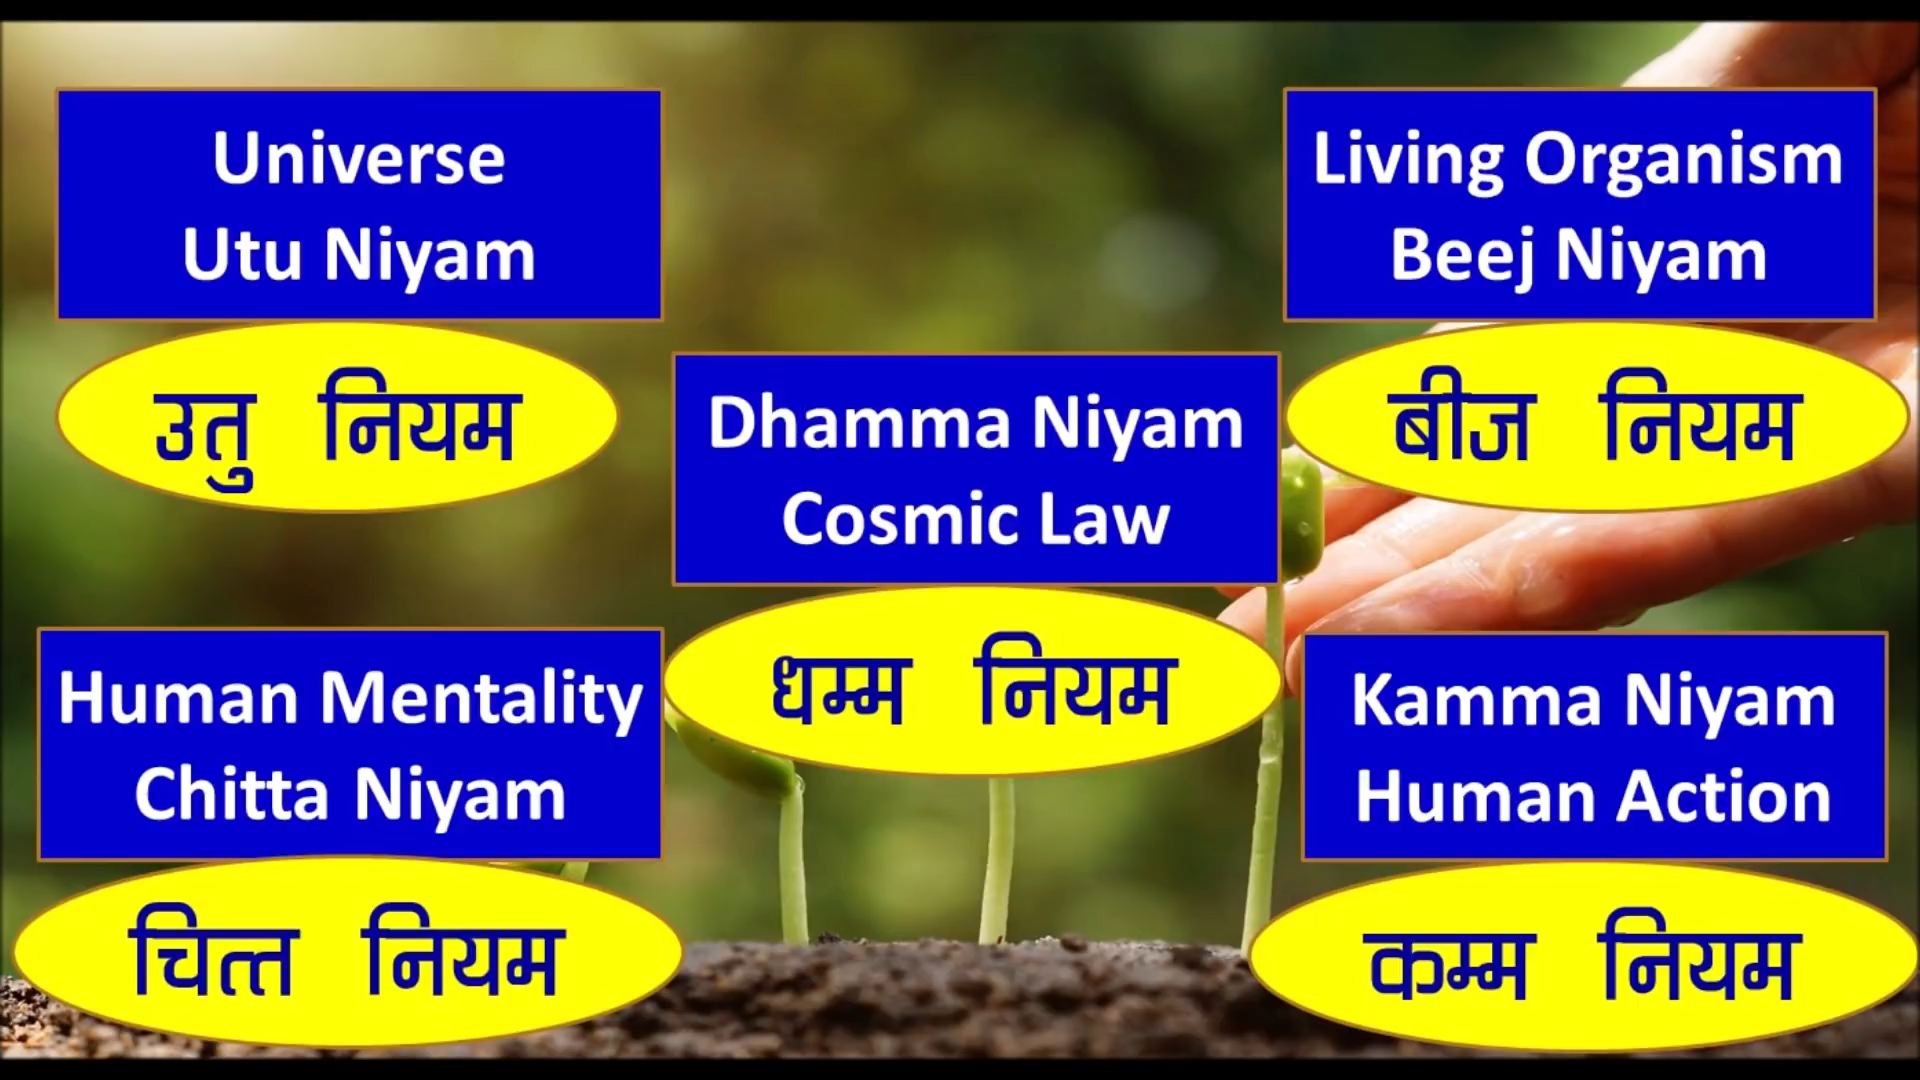 Universe
Utu Niyam
उतु नियम
Living Organism
Beej Niyam
बीज नियम
Dhamma Niyam
Cosmic Law
धम्म नियम
Human Mentality
Chitta Niyam
चित्त नियम
Kamma Niyam
Human Action
कम्म नियम